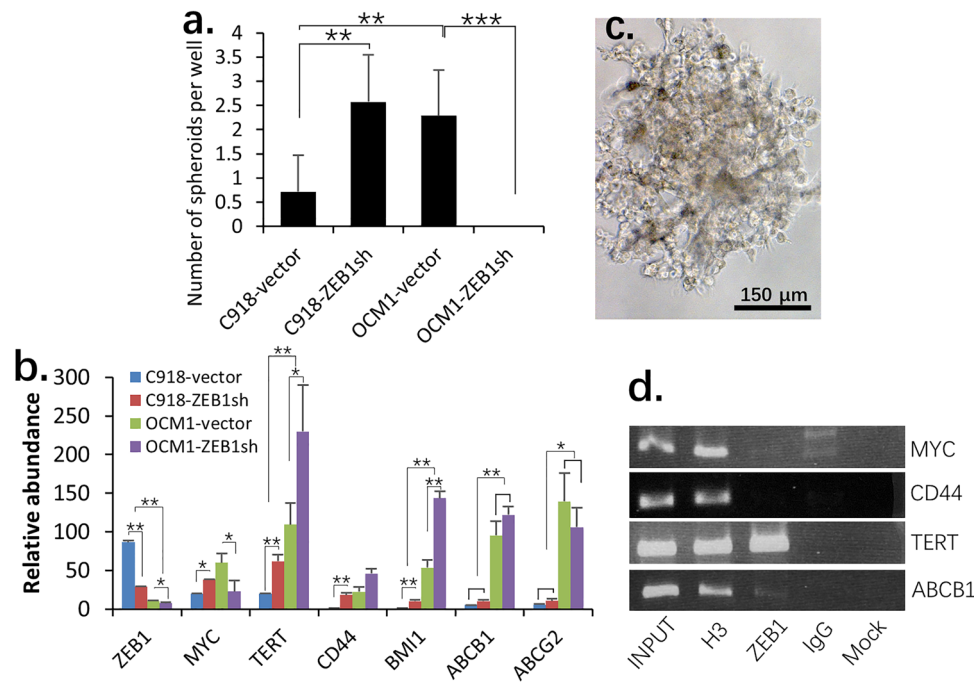 a.
**
***
**
4
3.5
3
2.5
2
1.5
1
0.5
0
Number of spheroids per well
C918-vector
C918-ZEB1sh
OCM1-vector
OCM1-ZEB1sh
c.
150 µm
b.
300
250
200
150
100
50
0
Relative abundance
C918-vector
C918-ZEB1sh
OCM1-vector
OCM1-ZEB1sh
**
**
*
*
*
**
*
**
**
**
**
**
**
*
ZEB1
MYC
TERT
CD44
BMI1
ABCB1
ABCG2
d.
MYC
CD44
TERT
ABCB1
INPUT
H3
ZEB1
IgG
Mock